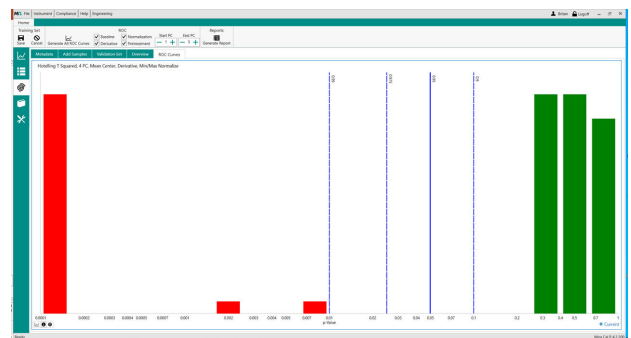 File Instrument Compliance Help Engineering
Brian Logoff
Home
Training Set ROC Reports
Save Cancel Generate All ROC Curves Baseline Normalization Derivative Pretreatment Start PC End PC Generate Report
Metadata Add Samples Validation Set Overview ROC Curves
Hotelling T Squared, 4 PC, Mean Center, Derivative, Min/Max Normalize
0.0001 0.0002 0.0003 0.0004 0.0005 0.0007 0.001 0.002 0.003 0.004 0.005 0.007 0.01 0.02 0.03 0.04 0.05 0.07 0.1 0.2 0.3 0.4 0.5 0.7 1
p Value
Current
Ready